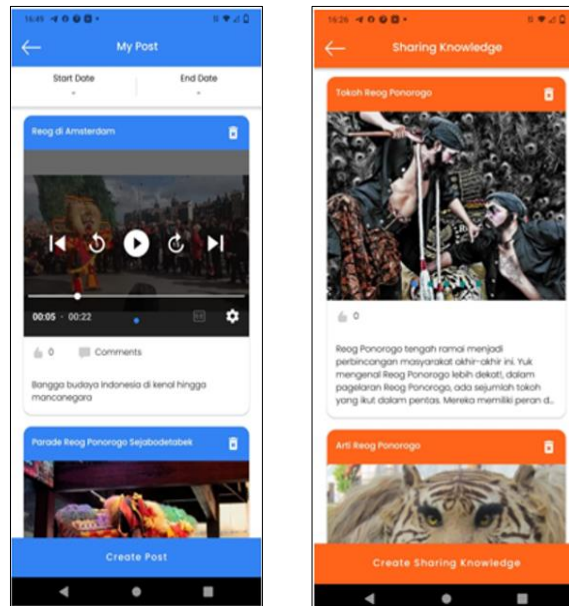 16:45
My Post
Start Date
-
End Date
-
Reog di Amsterdam
00:05 - 00:22
0
Comments
Bangga budaya Indonesia di kenal hingga
mancanegara
Parade Reog Ponorogo Sejabodetabek
Create Post
16:26
Sharing Knowledge
Tokoh Reog Ponorogo
0
Reog Ponorogo tengah ramai menjadi
perbincangan masyarakat akhir-akhir ini. Yuk
mengenal Reog Ponorogo lebih dekat!, dalam
pagelaran Reog Ponorogo, ada sejumlah tokoh
yang ikut dalam pentas. Mereka memiliki peran d...
Arti Reog Ponorogo
Create Sharing Knowledge